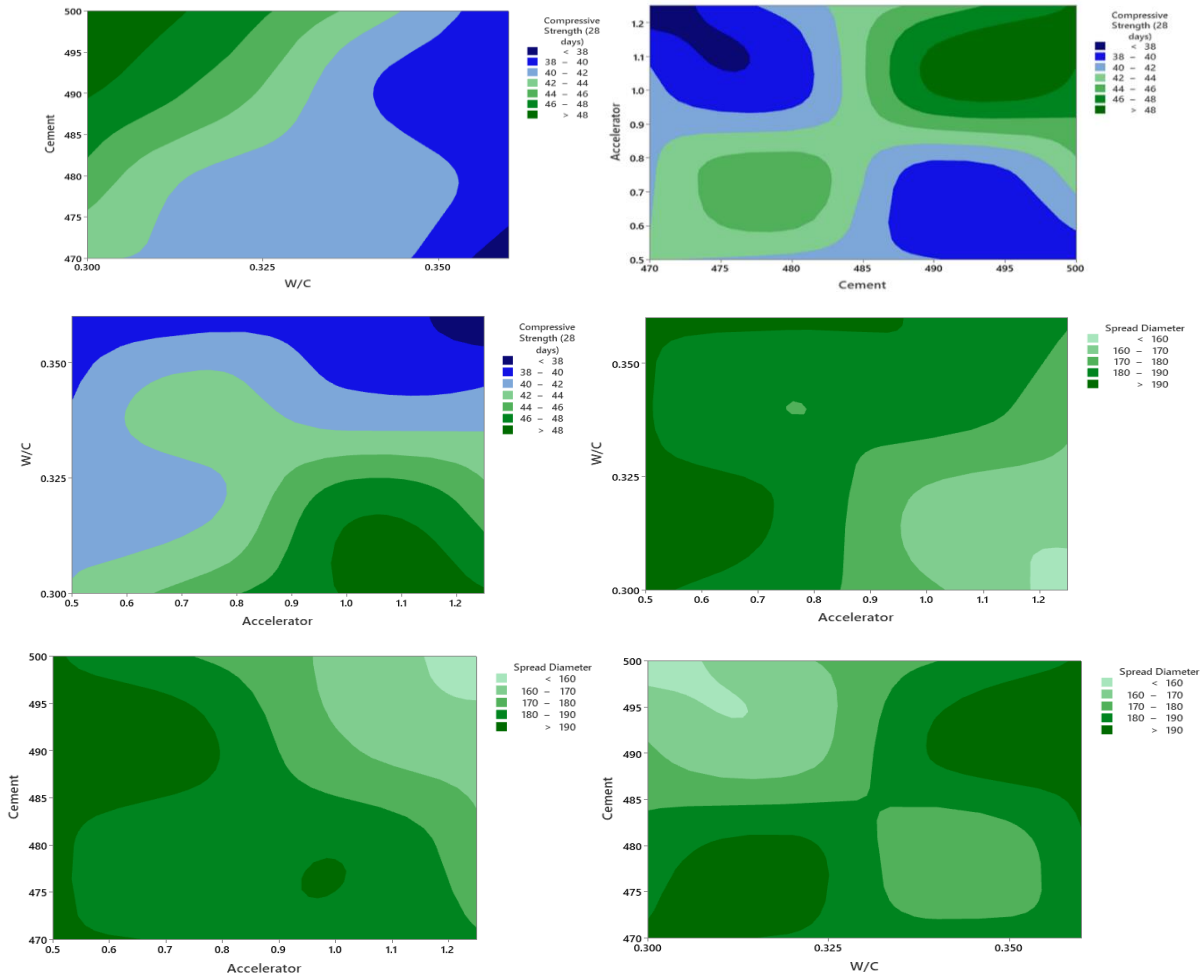 500
495
490
485
480
475
470
Cement
0.300
0.325
0.350
W/C
Compressive
Strength (28
days)
< 38
38 – 40
40 – 42
42 – 44
44 – 46
46 – 48
> 48
1.2
1.1
1.0
0.9
0.8
0.7
0.6
0.5
Accelerator
470
475
480
485
490
495
500
Cement
Compressive
Strength (28
days)
< 38
38 – 40
40 – 42
42 – 44
44 – 46
46 – 48
> 48
0.350
0.325
0.300
W/C
0.5
0.6
0.7
0.8
0.9
1.0
1.1
1.2
Accelerator
Compressive
Strength (28
days)
< 38
38 – 40
40 – 42
42 – 44
44 – 46
46 – 48
> 48
0.350
0.325
0.300
W/C
0.5
0.6
0.7
0.8
0.9
1.0
1.1
1.2
Accelerator
Spread Diameter
< 160
160 – 170
170 – 180
180 – 190
> 190
500
495
490
485
480
475
470
Cement
0.5
0.6
0.7
0.8
0.9
1.0
1.1
1.2
Accelerator
Spread Diameter
< 160
160 – 170
170 – 180
180 – 190
> 190
500
495
490
485
480
475
470
Cement
0.300
0.325
0.350
W/C
Spread Diameter
< 160
160 – 170
170 – 180
180 – 190
> 190